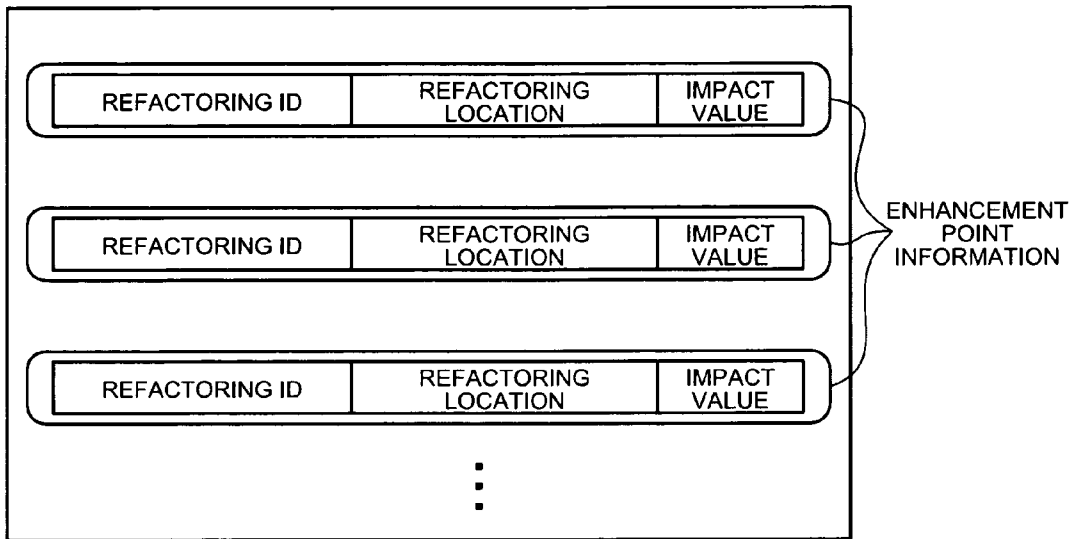 REFACTORING ID
REFACTORING
LOCATION
IMPACT
VALUE
REFACTORING ID
REFACTORING
LOCATION
IMPACT
VALUE
REFACTORING ID
REFACTORING
LOCATION
IMPACT
VALUE
ENHANCEMENT
POINT
INFORMATION